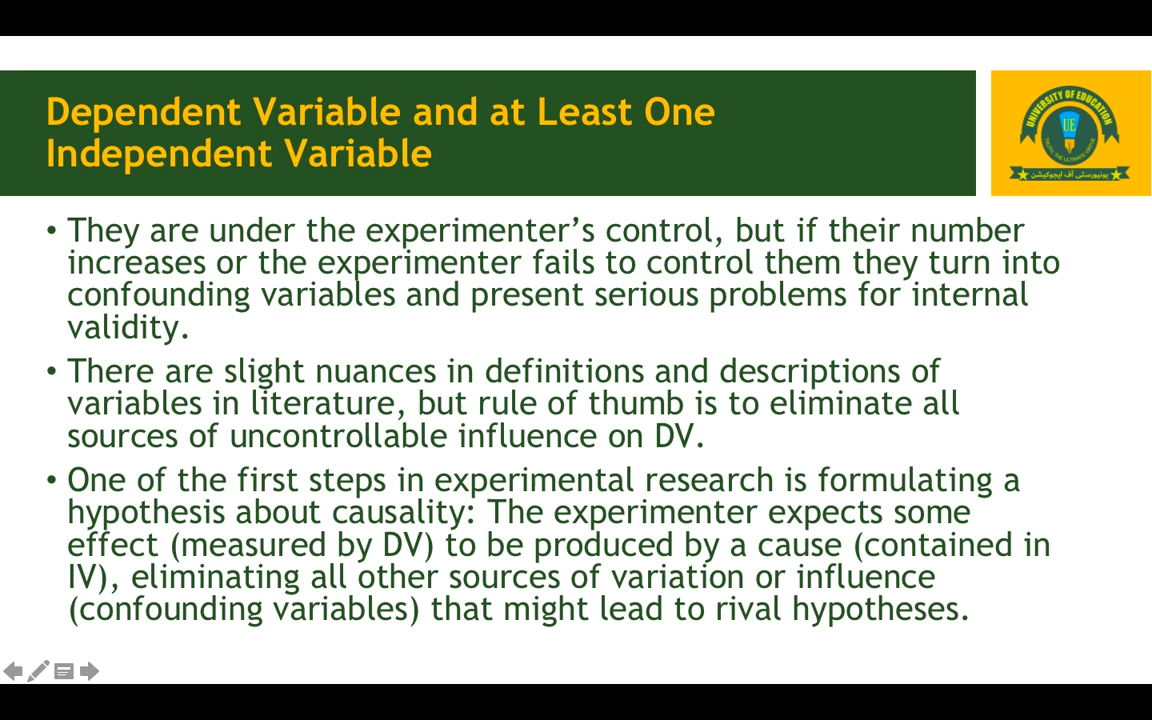 Dependent Variable and at Least One
Independent Variable
UNIVERSITY OF EDUCATION
UE
یونیورسٹی آف ایجوکیشن
• They are under the experimenter’s control, but if their number
increases or the experimenter fails to control them they turn into
confounding variables and present serious problems for internal
validity.
• There are slight nuances in definitions and descriptions of
variables in literature, but rule of thumb is to eliminate all
sources of uncontrollable influence on DV.
• One of the first steps in experimental research is formulating a
hypothesis about causality: The experimenter expects some
effect (measured by DV) to be produced by a cause (contained in
IV), eliminating all other sources of variation or influence
(confounding variables) that might lead to rival hypotheses.